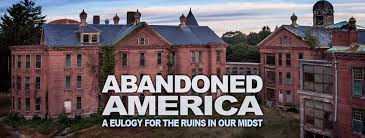 ABANDONED
AMERICA
A EULOGY FOR THE RUINS IN OUR MIDST